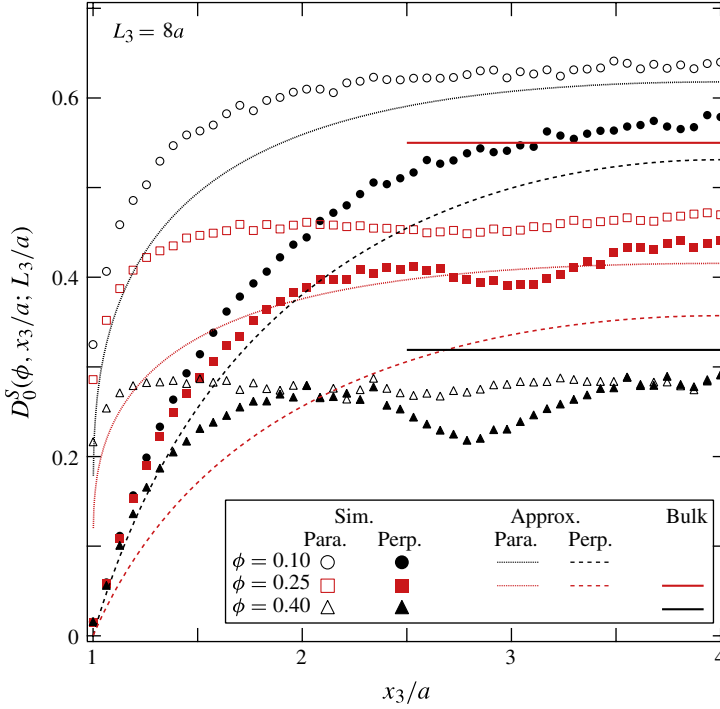 L₃ = 8a
0.6
0.4
0.2
0
D₀ˢ(ϕ, x₃/a; L₃/a)
1
2
3
4
x₃/a
Sim. Approx. Bulk
Para. Perp. Para. Perp.
ϕ = 0.10
ϕ = 0.25
ϕ = 0.40